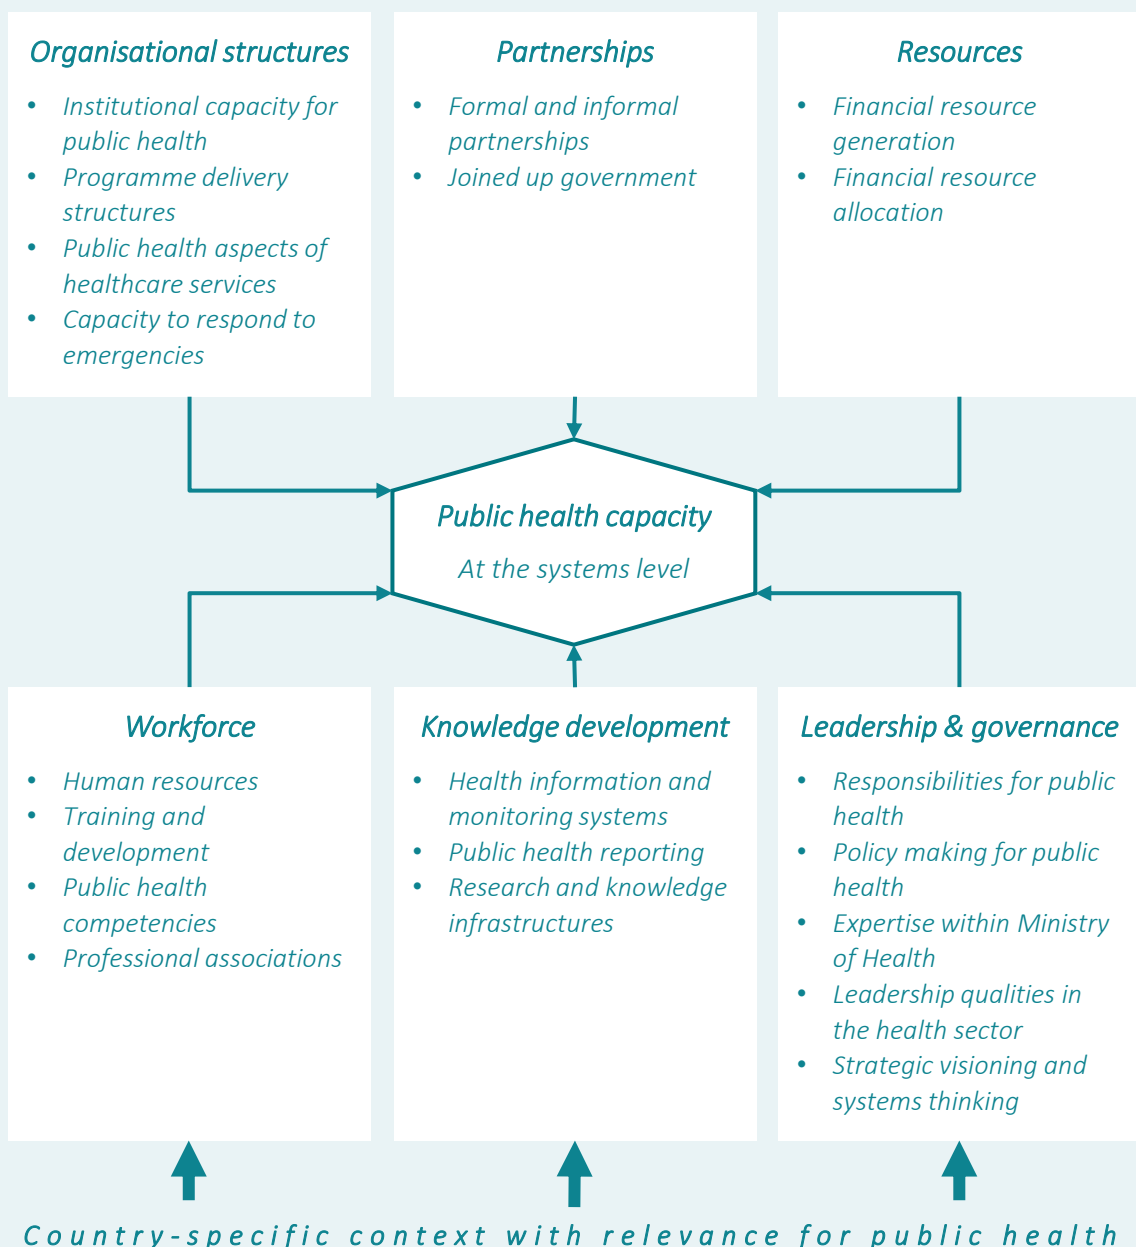 Organisational structures
• Institutional capacity for
public health
• Programme delivery
structures
• Public health aspects of
healthcare services
• Capacity to respond to
emergencies
Partnerships
• Formal and informal
partnerships
• Joined up government
Resources
• Financial resource
generation
• Financial resource
allocation
Public health capacity
At the systems level
Workforce
• Human resources
• Training and
development
• Public health
competencies
• Professional associations
Knowledge development
• Health information and
monitoring systems
• Public health reporting
• Research and knowledge
infrastructures
Leadership & governance
• Responsibilities for public
health
• Policy making for public
health
• Expertise within Ministry
of Health
• Leadership qualities in
the health sector
• Strategic visioning and
systems thinking
Country-specific context with relevance for public health